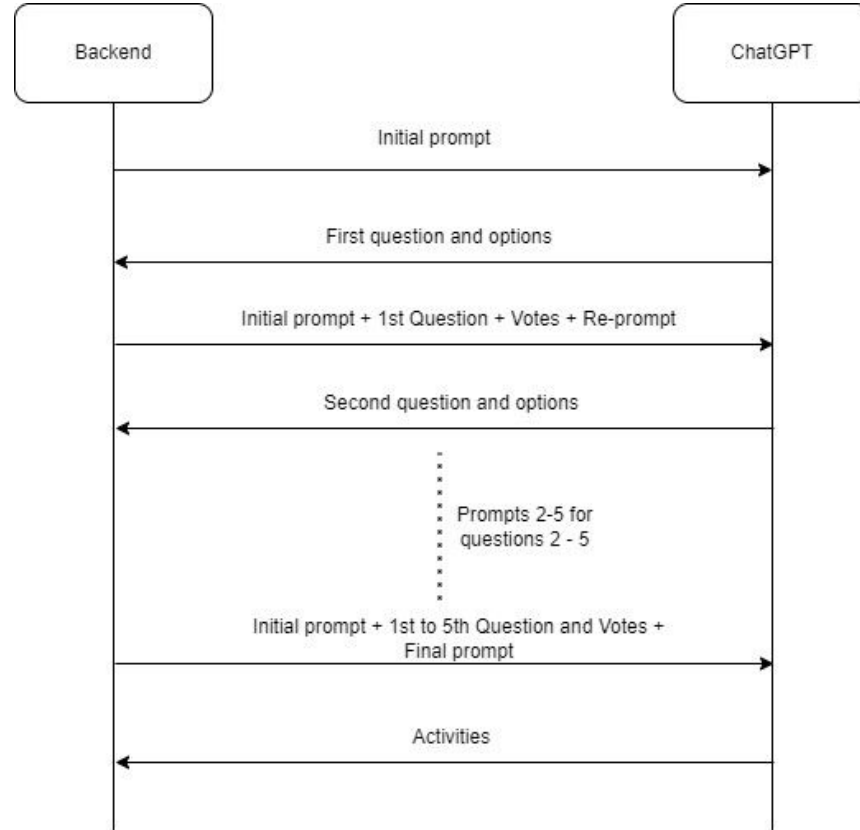 Backend
ChatGPT
Initial prompt
First question and options
Initial prompt + 1st Question + Votes + Re-prompt
Second question and options
Prompts 2-5 for
questions 2 - 5
Initial prompt + 1st to 5th Question and Votes +
Final prompt
Activities